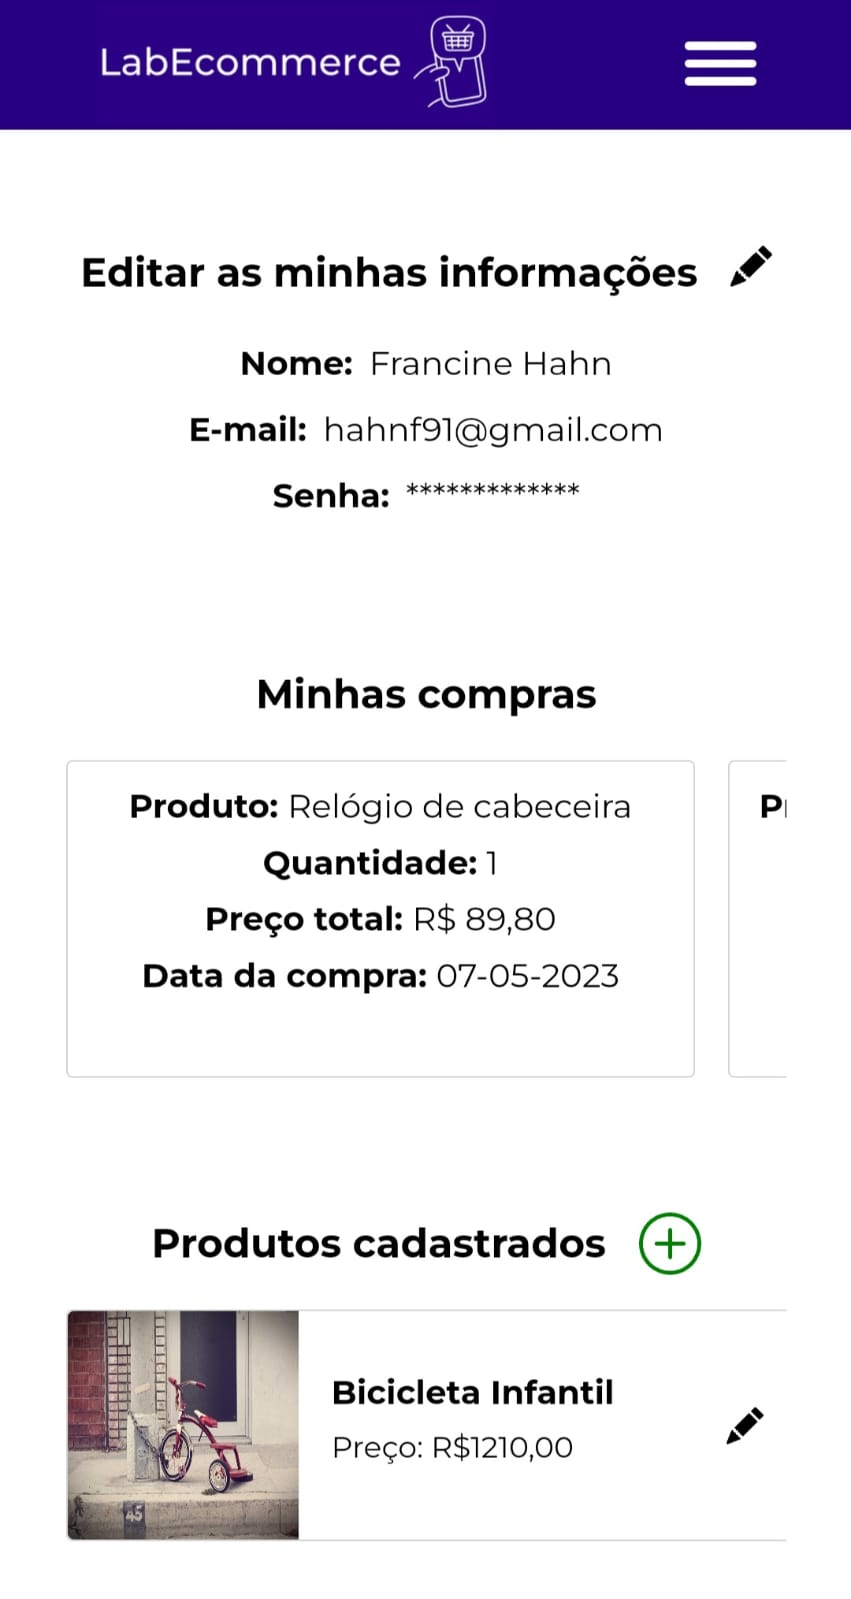 LabEcommerce
Editar as minhas informações
Nome: Francine Hahn
E-mail: hahnf91@gmail.com
Senha: *************
Minhas compras
Produto: Relógio de cabeceira
Quantidade: 1
Preço total: R$ 89,80
Data da compra: 07-05-2023
Produtos cadastrados
Bicicleta Infantil
Preço: R$1210,00
45